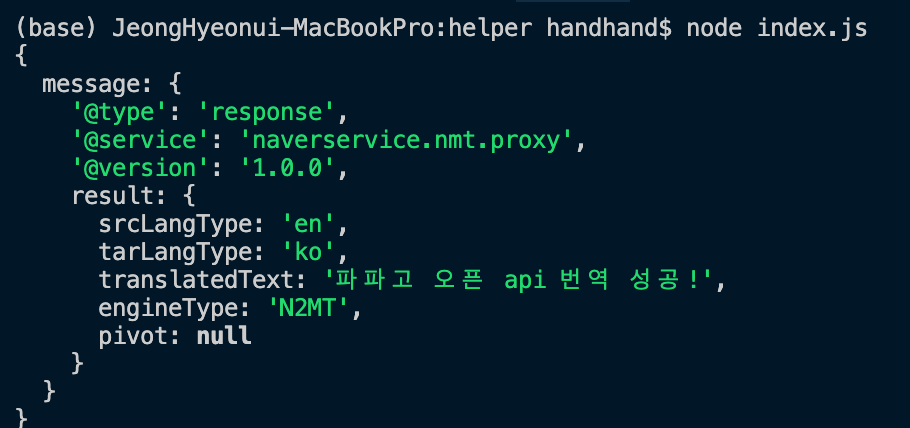 (base) JeongHyeonui-MacBookPro:helper handhand$ node index.js
{
  message: {
    '@type': 'response',
    '@service': 'naverservice.nmt.proxy',
    '@version': '1.0.0',
    result: {
      srcLangType: 'en',
      tarLangType: 'ko',
      translatedText: '파파고 오픈 api 번역 성공!',
      engineType: 'N2MT',
      pivot: null
    }
  }
}